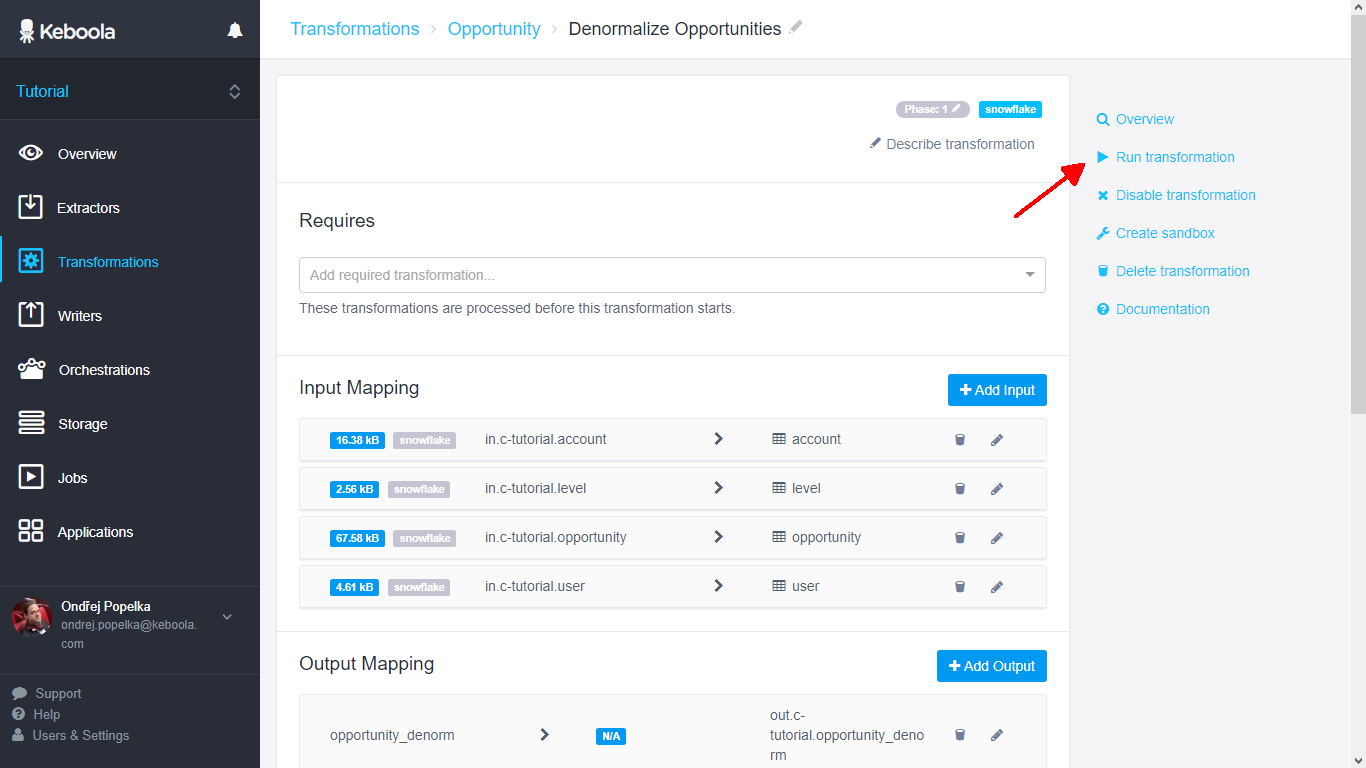 Keboola
Tutorial
Overview
Extractors
Transformations
Writers
Orchestrations
Storage
Jobs
Applications
Ondřej Popelka
ondrej.popelka@keboola.
com
Support
Help
Users & Settings
Transformations › Opportunity › Denormalize Opportunities
Phase: 1 snowflake
Describe transformation
Requires
Add required transformation...
These transformations are processed before this transformation starts.
Input Mapping
Add Input
16.38 kB snowflake in.c-tutorial.account account
2.56 kB snowflake in.c-tutorial.level level
67.58 kB snowflake in.c-tutorial.opportunity opportunity
4.61 kB snowflake in.c-tutorial.user user
Output Mapping
Add Output
opportunity_denorm N/A out.c-
tutorial.opportunity_deno
rm
Overview
Run transformation
Disable transformation
Create sandbox
Delete transformation
Documentation